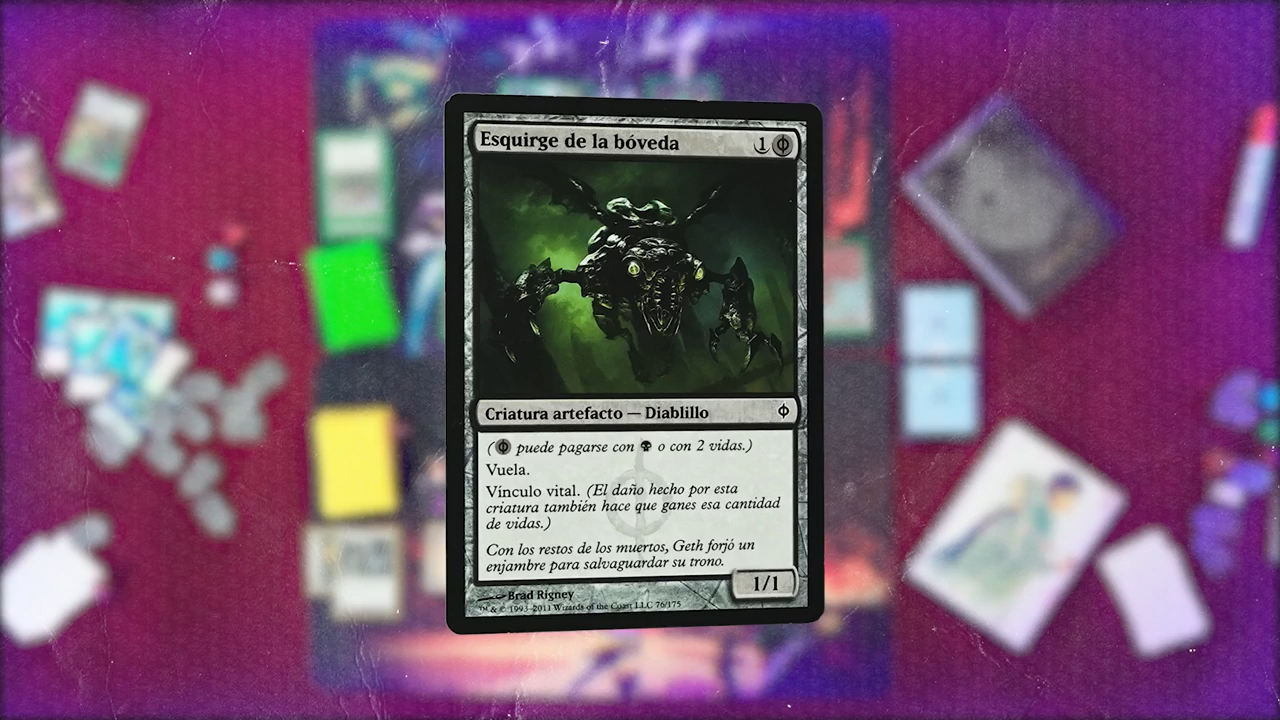 Esquirge de la bóveda 1
Criatura artefacto — Diablillo
( puede pagarse con o con 2 vidas.)
Vuela.
Vínculo vital. (El daño hecho por esta
criatura también hace que ganes esa cantidad
de vidas.)
Con los restos de los muertos, Geth forjó un
enjambre para salvaguardar su trono.
1/1
Brad Rigney
™ & © 1993–2011 Wizards of the Coast LLC 76/175